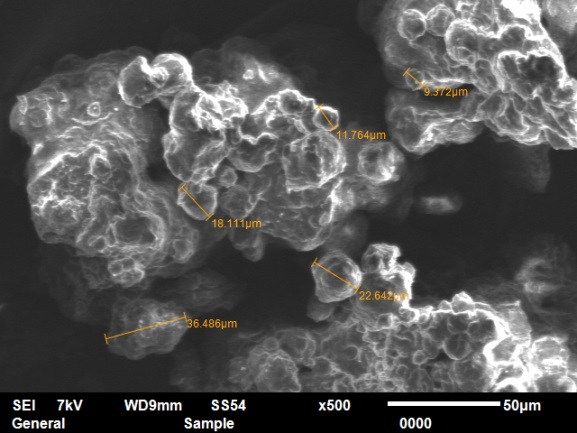 9.372µm
11.764µm
18.111µm
22.642µm
36.486µm
SEI 7kV WD9mm SS54 x500 50µm
General Sample 0000